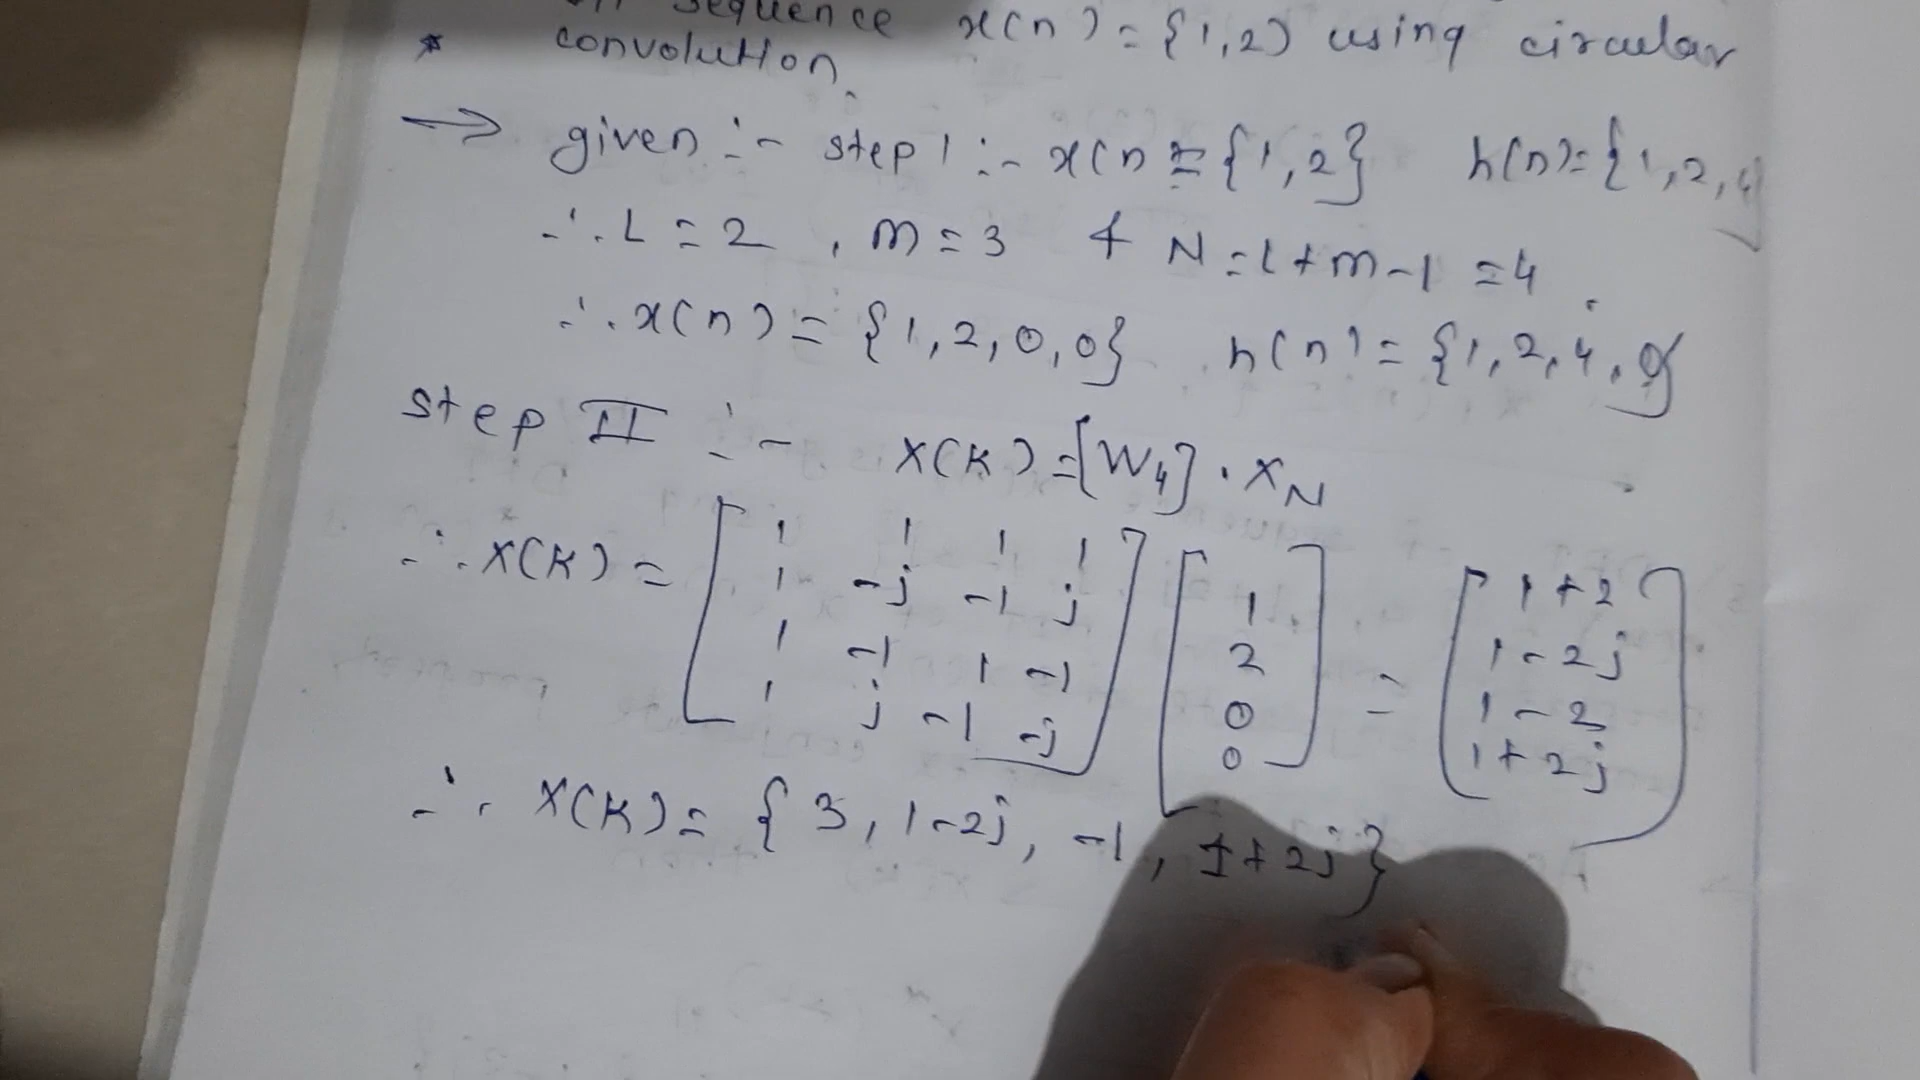 sequence x(n) = {1,2} using circular
* convolution.
→ given :- step 1 :- x(n = {1,2} h(n) = {1,2,4
∴ L = 2 , m = 3 & N = L + m - 1 = 4
∴ x(n) = {1,2,0,0} h(n) = {1,2,4,0}
step II :- X(K) = [W4] . XN
∴ X(K) = [ 1 1 1 1 ] [ 1 ] = [ 1+2 ]
1 -j -1 j 2 1-2j
1 -1 1 -1 0 1-2
1 j -1 -j 0 1+2j
∴ X(K) = { 3, 1-2j, -1, 1+2j }